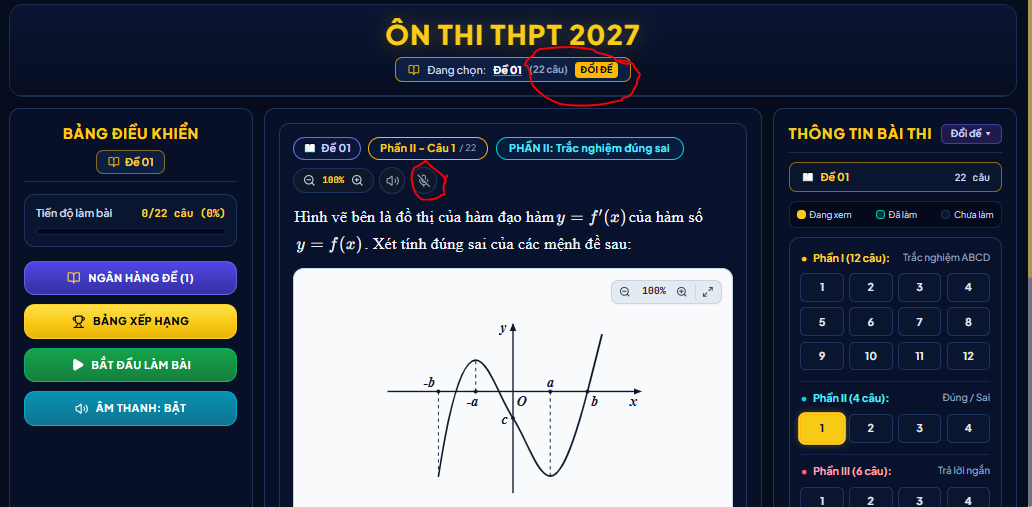 ÔN THI THPT 2027
Đang chọn: Đề 01 (22 câu) ĐỔI ĐỀ
BẢNG ĐIỀU KHIỂN
Đề 01
Tiến độ làm bài 0/22 câu (0%)
NGÂN HÀNG ĐỀ (1)
BẢNG XẾP HẠNG
BẮT ĐẦU LÀM BÀI
ÂM THANH: BẬT
Đề 01 Phần II - Câu 1 / 22 PHẦN II: Trắc nghiệm đúng sai
100%
Hình vẽ bên là đồ thị của hàm đạo hàm y = f′(x) của hàm số
y = f(x). Xét tính đúng sai của các mệnh đề sau:
100%
y
-b a
-a O b x
c
THÔNG TIN BÀI THI Đổi đề ▾
Đề 01 22 câu
Đang xem Đã làm Chưa làm
• Phần I (12 câu): Trắc nghiệm ABCD
1 2 3 4
5 6 7 8
9 10 11 12
• Phần II (4 câu): Đúng / Sai
1 2 3 4
• Phần III (6 câu): Trả lời ngắn
1 2 3 4